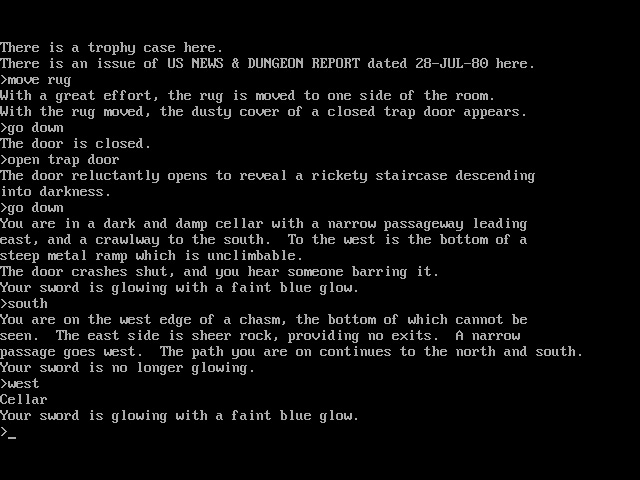 There is a trophy case here.
There is an issue of US NEWS & DUNGEON REPORT dated 28-JUL-80 here.
>move rug
With a great effort, the rug is moved to one side of the room.
With the rug moved, the dusty cover of a closed trap door appears.
>go down
The door is closed.
>open trap door
The door reluctantly opens to reveal a rickety staircase descending
into darkness.
>go down
You are in a dark and damp cellar with a narrow passageway leading
east, and a crawlway to the south.  To the west is the bottom of a
steep metal ramp which is unclimbable.
The door crashes shut, and you hear someone barring it.
Your sword is glowing with a faint blue glow.
>south
You are on the west edge of a chasm, the bottom of which cannot be
seen.  The east side is sheer rock, providing no exits.  A narrow
passage goes west.  The path you are on continues to the north and south.
Your sword is no longer glowing.
>west
Cellar
Your sword is glowing with a faint blue glow.
>_